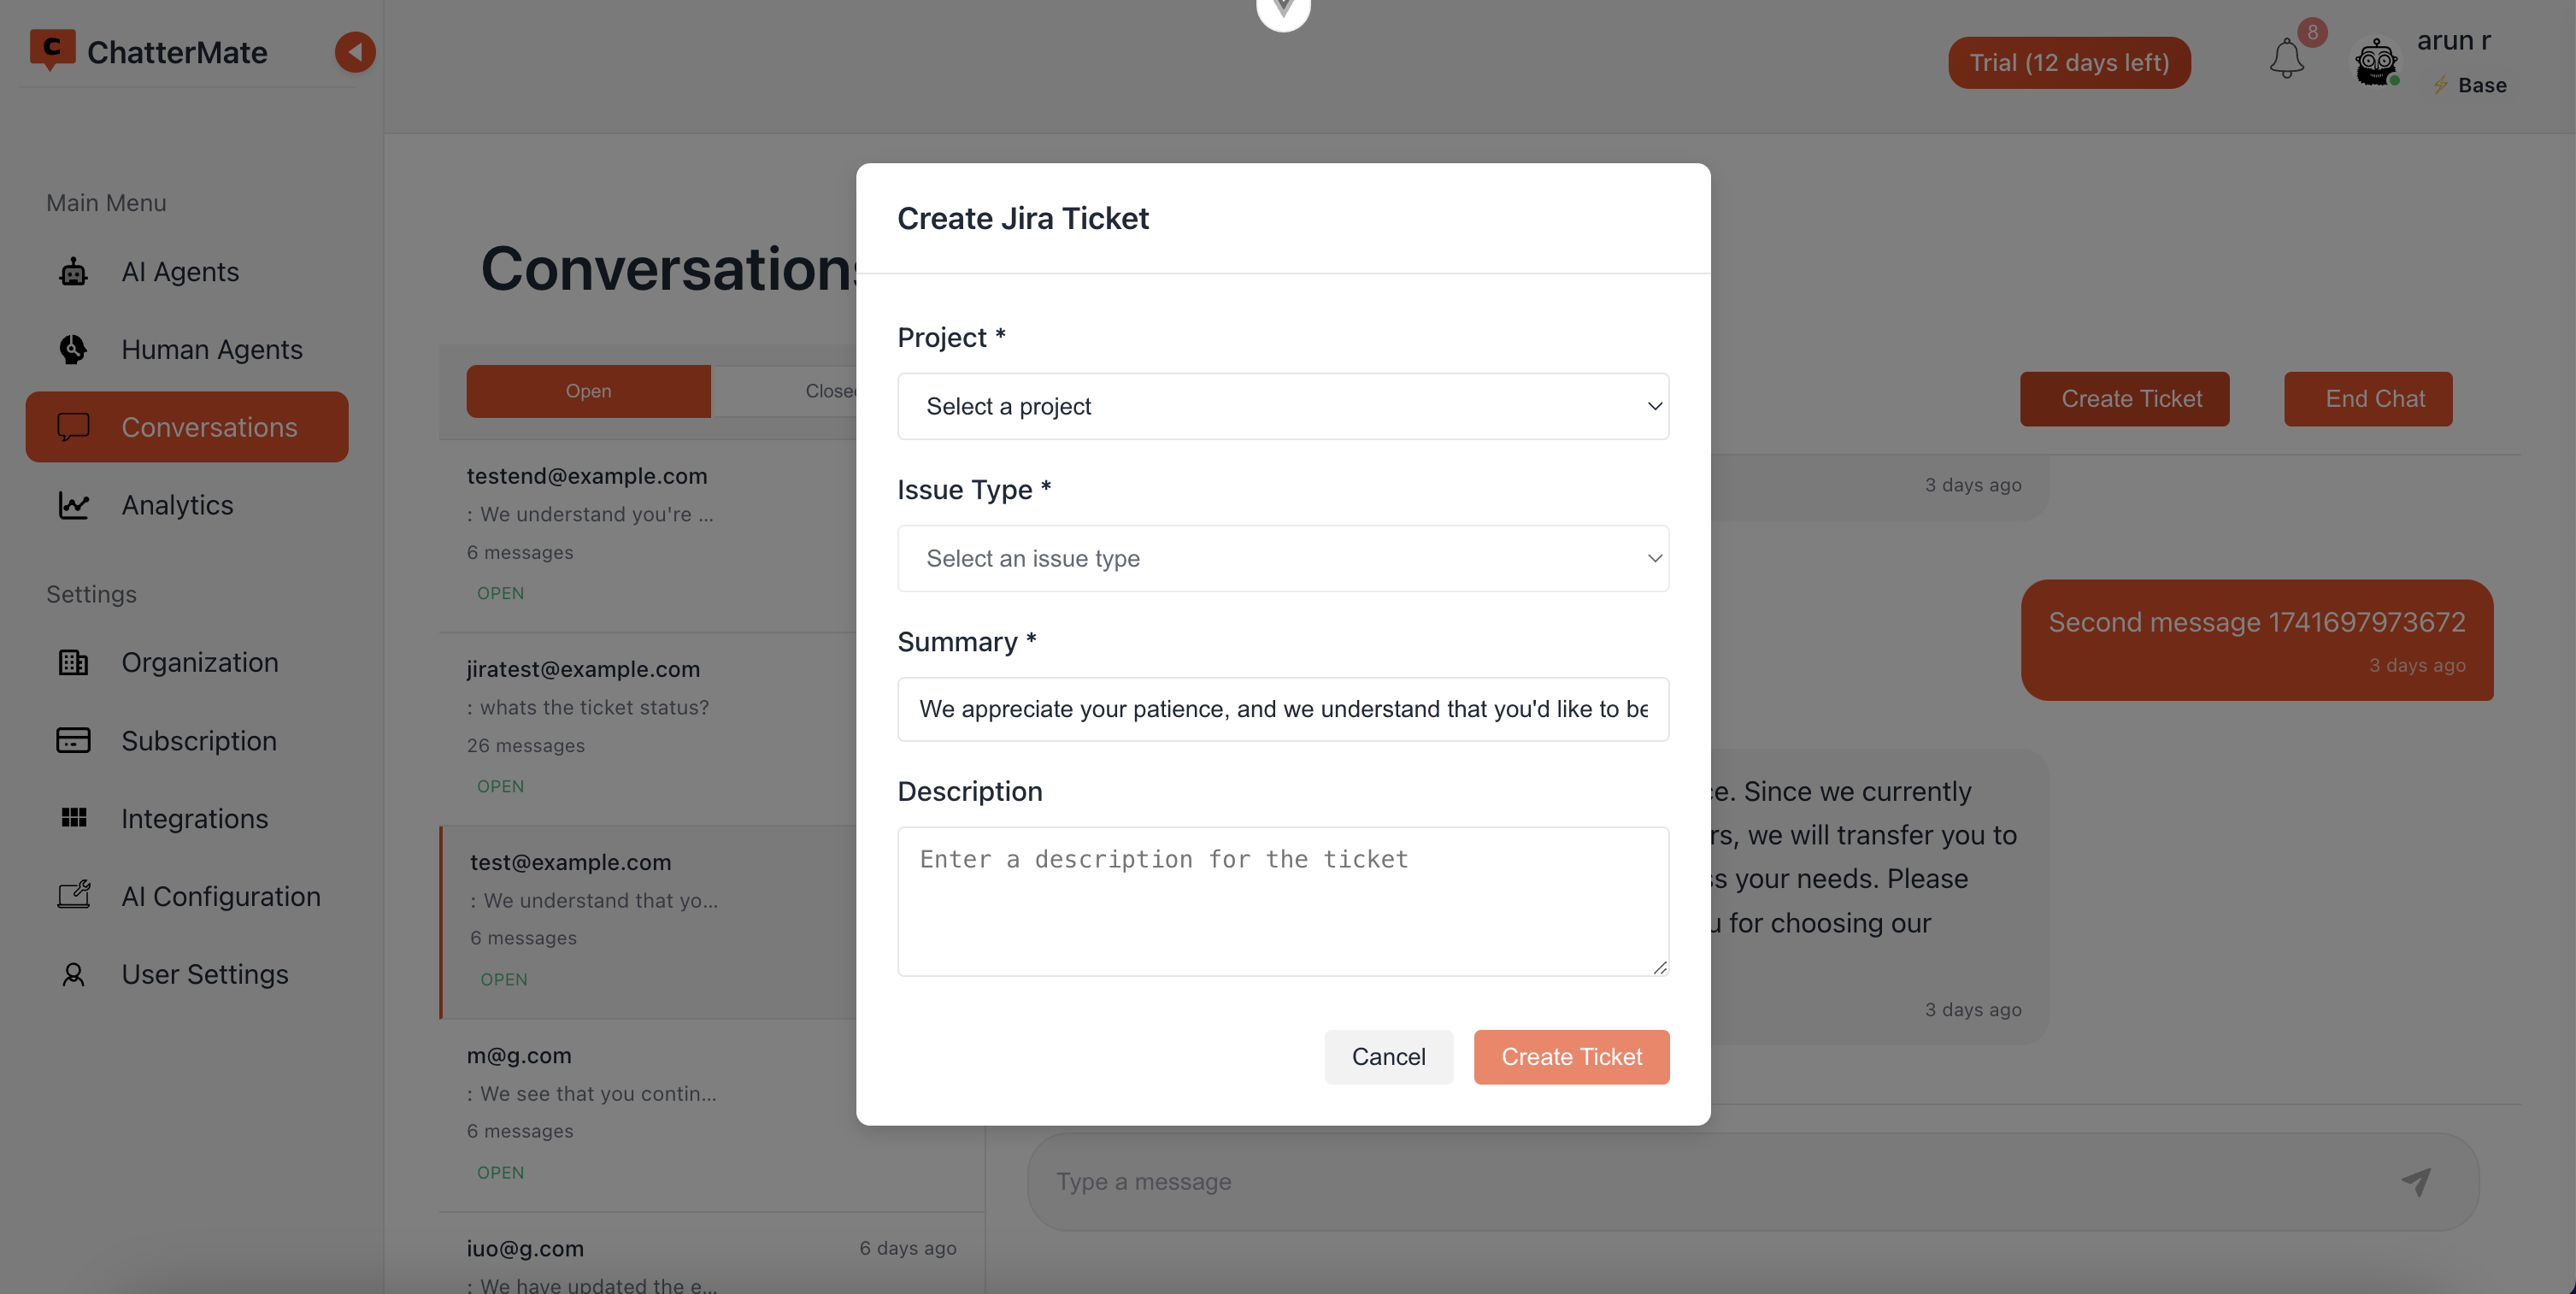 C ChatterMate
Trial (12 days left)
8
arun r
Base
Main Menu
AI Agents
Human Agents
Conversations
Analytics
Settings
Organization
Subscription
Integrations
AI Configuration
User Settings
Conversations
Open
Closed
testend@example.com
: We understand you're ...
6 messages
OPEN
jiratest@example.com
: whats the ticket status?
26 messages
OPEN
test@example.com
: We understand that yo...
6 messages
OPEN
m@g.com
: We see that you contin...
6 messages
OPEN
iuo@g.com
6 days ago
: We have updated the e...
Create Jira Ticket
Project *
Select a project
Issue Type *
Select an issue type
Summary *
We appreciate your patience, and we understand that you'd like to be
Description
Enter a description for the ticket
Cancel
Create Ticket
Create Ticket
End Chat
3 days ago
Second message 1741697973672
3 days ago
Since we currently
we will transfer you to
your needs. Please
for choosing our
3 days ago
Type a message